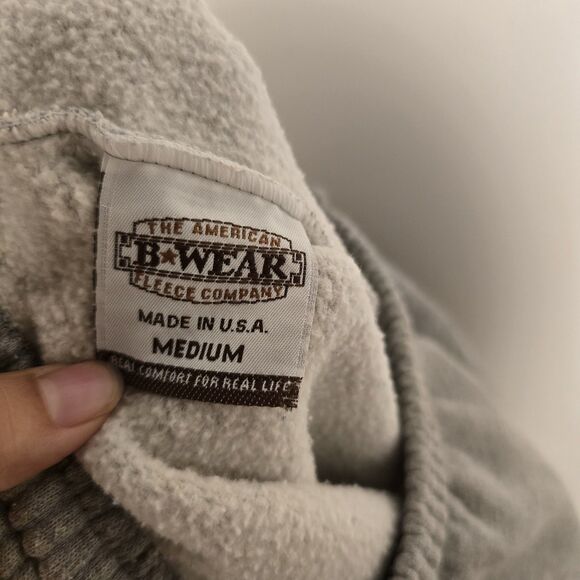 THE AMERICAN
B★WEAR
FLEECE COMPANY
MADE IN U.S.A.
MEDIUM
REAL COMFORT FOR REAL LIFE